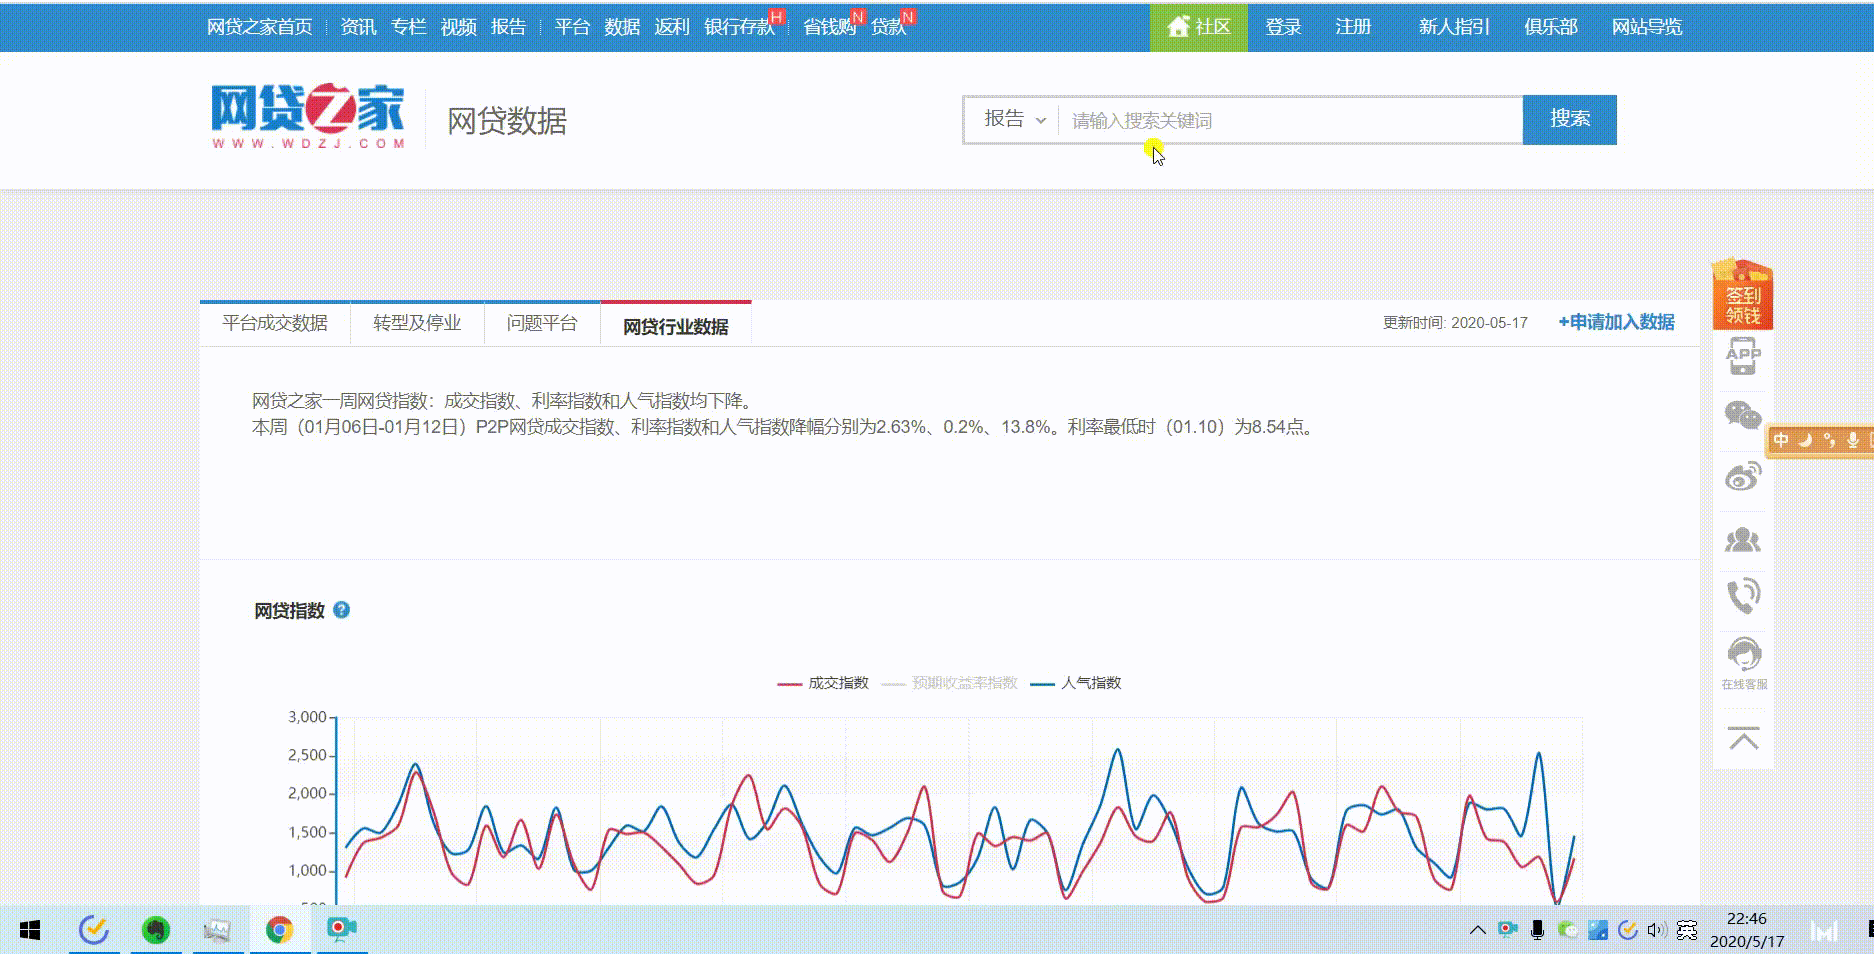 网贷之家首页 资讯 专栏 视频 报告 平台 数据 返利 银行存款 H 省钱购 N 贷款 N 社区 登录 注册 新人指引 俱乐部 网站导览
网贷之家 网贷数据 报告 请输入搜索关键词 搜索
WWW.WDZJ.COM
签到
领钱
平台成交数据 转型及停业 问题平台 网贷行业数据 更新时间: 2020-05-17 +申请加入数据
APP
网贷之家一周网贷指数：成交指数、利率指数和人气指数均下降。
本周（01月06日-01月12日）P2P网贷成交指数、利率指数和人气指数降幅分别为2.63%、0.2%、13.8%。利率最低时（01.10）为8.54点。
中
网贷指数 ?
成交指数 预期收益率指数 人气指数
在线客服
3,000
2,500
2,000
1,500
1,000
22:46
2020/5/17